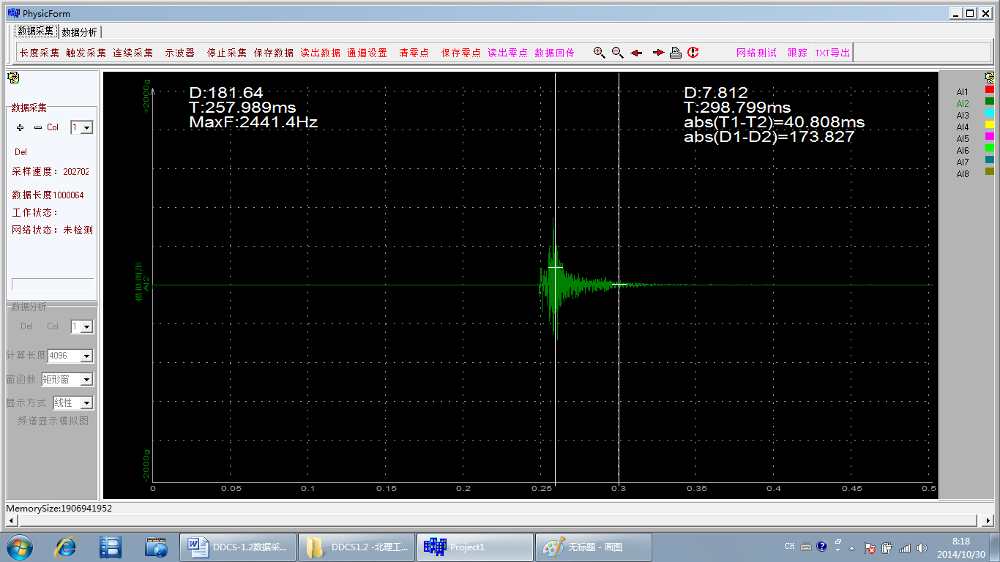 PhysicForm
数据采集 数据分析
长度采集 触发采集 连续采集 示波器 停止采集 保存数据 读出数据 通道设置 清零点 保存零点 读出零点 数据回传 网络测试 跟踪 TXT导出
数据采集
Col 1
Del
采样速度：202702
数据长度1000064
工作状态：
网络状态：未检测
数据分析
Del Col 1
计算长度 4096
窗函数 矩形窗
显示方式 线性
频谱显示模拟图
+2000g
D:181.64
T:257.989ms
MaxF:2441.4Hz
D:7.812
T:298.799ms
abs(T1-T2)=40.808ms
abs(D1-D2)=173.827
模拟图形
AI2
-2000g
0 0.05 0.1 0.15 0.2 0.25 0.3 0.35 0.4 0.45 0.5
AI1
AI2
AI3
AI4
AI5
AI6
AI7
AI8
MemorySize:1906941952
DDCS-1.2数据采... DDCS1.2 -北理工... Project1 无标题 - 画图
CH
8:18
2014/10/30